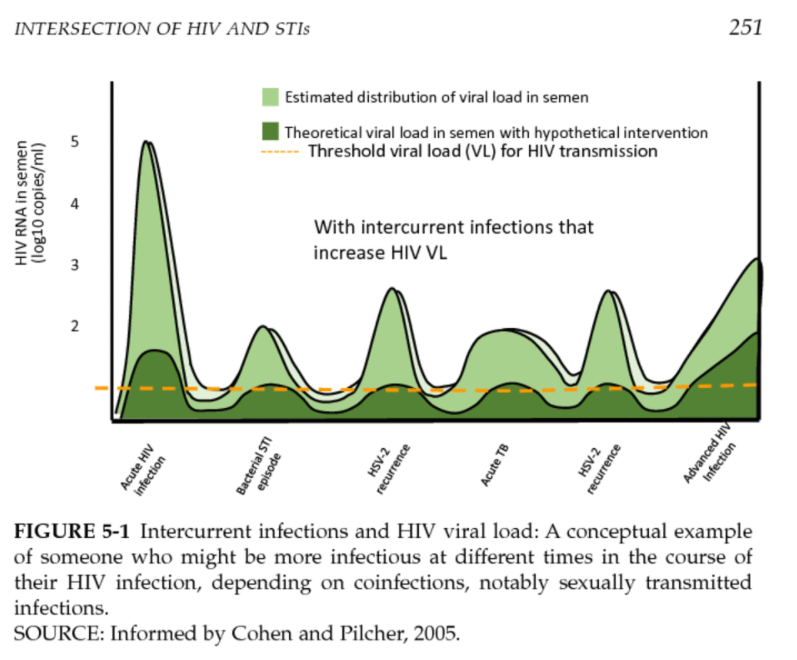 INTERSECTION OF HIV AND STIs
251
Estimated distribution of viral load in semen
Theoretical viral load in semen with hypothetical intervention
Threshold viral load (VL) for HIV transmission
HIV RNA in semen
(log10 copies/ml)
5
4
3
2
With intercurrent infections that
increase HIV VL
Acute HIV
infection
Bacterial STI
episode
HSV-2
recurrence
Acute TB
HSV-2
recurrence
Advanced HIV
Infection
FIGURE 5-1 Intercurrent infections and HIV viral load: A conceptual example
of someone who might be more infectious at different times in the course of
their HIV infection, depending on coinfections, notably sexually transmitted
infections.
SOURCE: Informed by Cohen and Pilcher, 2005.